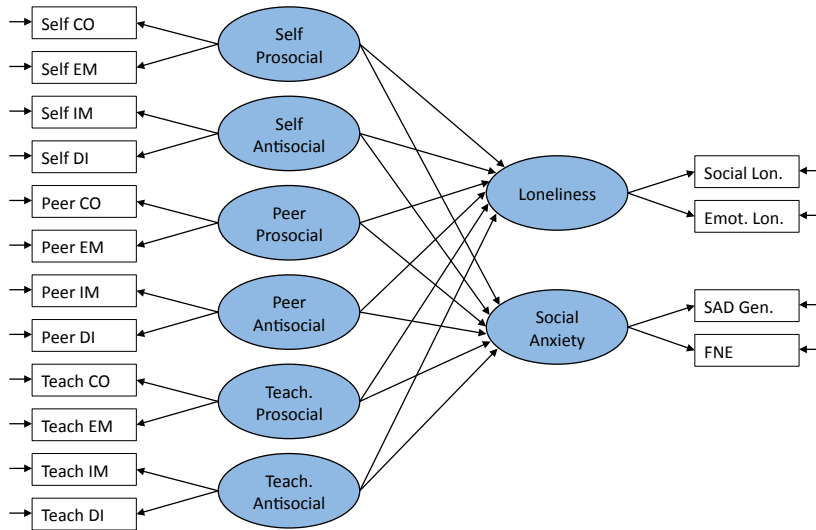 Self CO
Self EM
Self IM
Self DI
Peer CO
Peer EM
Peer IM
Peer DI
Teach CO
Teach EM
Teach IM
Teach DI
Self
Prosocial
Self
Antisocial
Peer
Prosocial
Peer
Antisocial
Teach.
Prosocial
Teach.
Antisocial
Loneliness
Social
Anxiety
Social Lon.
Emot. Lon.
SAD Gen.
FNE